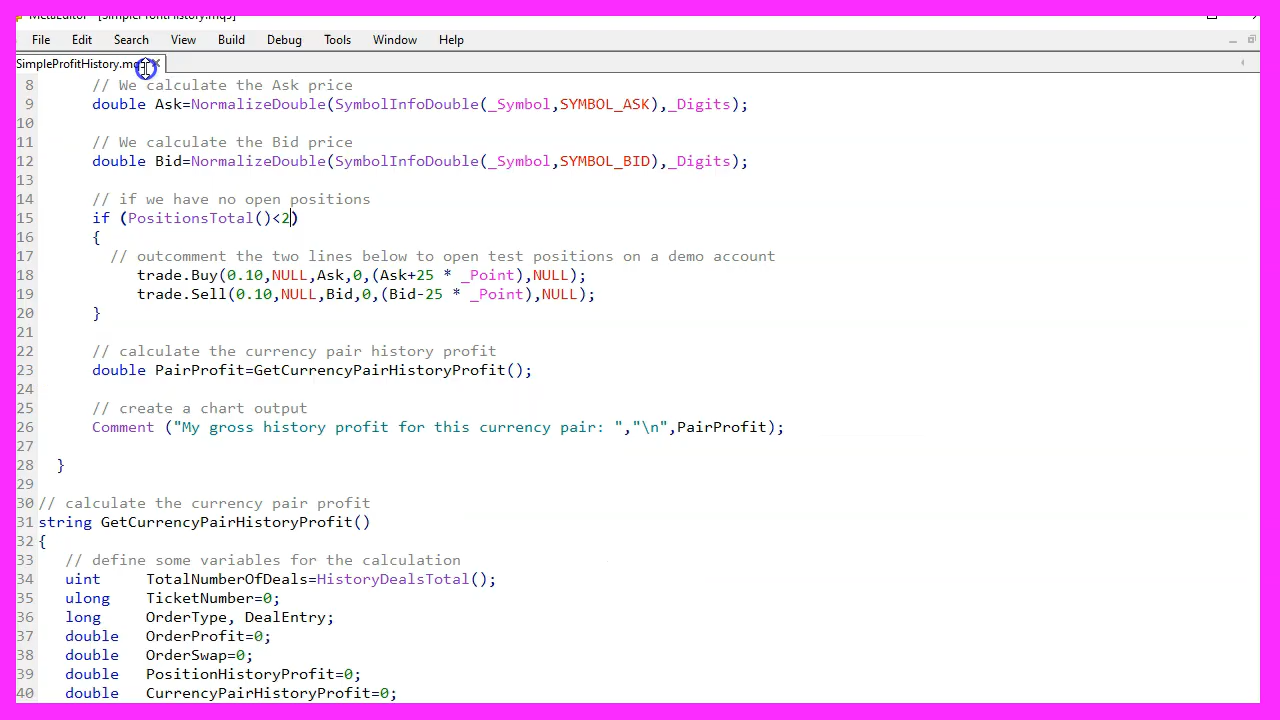 MetaEditor - [SimpleProfitHistory.mq5]
File Edit Search View Build Debug Tools Window Help
SimpleProfitHistory.mq5
8 // We calculate the Ask price
9 double Ask=NormalizeDouble(SymbolInfoDouble(_Symbol,SYMBOL_ASK),_Digits);
10
11 // We calculate the Bid price
12 double Bid=NormalizeDouble(SymbolInfoDouble(_Symbol,SYMBOL_BID),_Digits);
13
14 // if we have no open positions
15 if (PositionsTotal()<2)
16 {
17 // outcomment the two lines below to open test positions on a demo account
18 trade.Buy(0.10,NULL,Ask,0,(Ask+25 * _Point),NULL);
19 trade.Sell(0.10,NULL,Bid,0,(Bid-25 * _Point),NULL);
20 }
21
22 // calculate the currency pair history profit
23 double PairProfit=GetCurrencyPairHistoryProfit();
24
25 // create a chart output
26 Comment ("My gross history profit for this currency pair: ","\n",PairProfit);
27
28 }
29
30 // calculate the currency pair profit
31 string GetCurrencyPairHistoryProfit()
32 {
33 // define some variables for the calculation
34 uint TotalNumberOfDeals=HistoryDealsTotal();
35 ulong TicketNumber=0;
36 long OrderType, DealEntry;
37 double OrderProfit=0;
38 double OrderSwap=0;
39 double PositionHistoryProfit=0;
40 double CurrencyPairHistoryProfit=0;